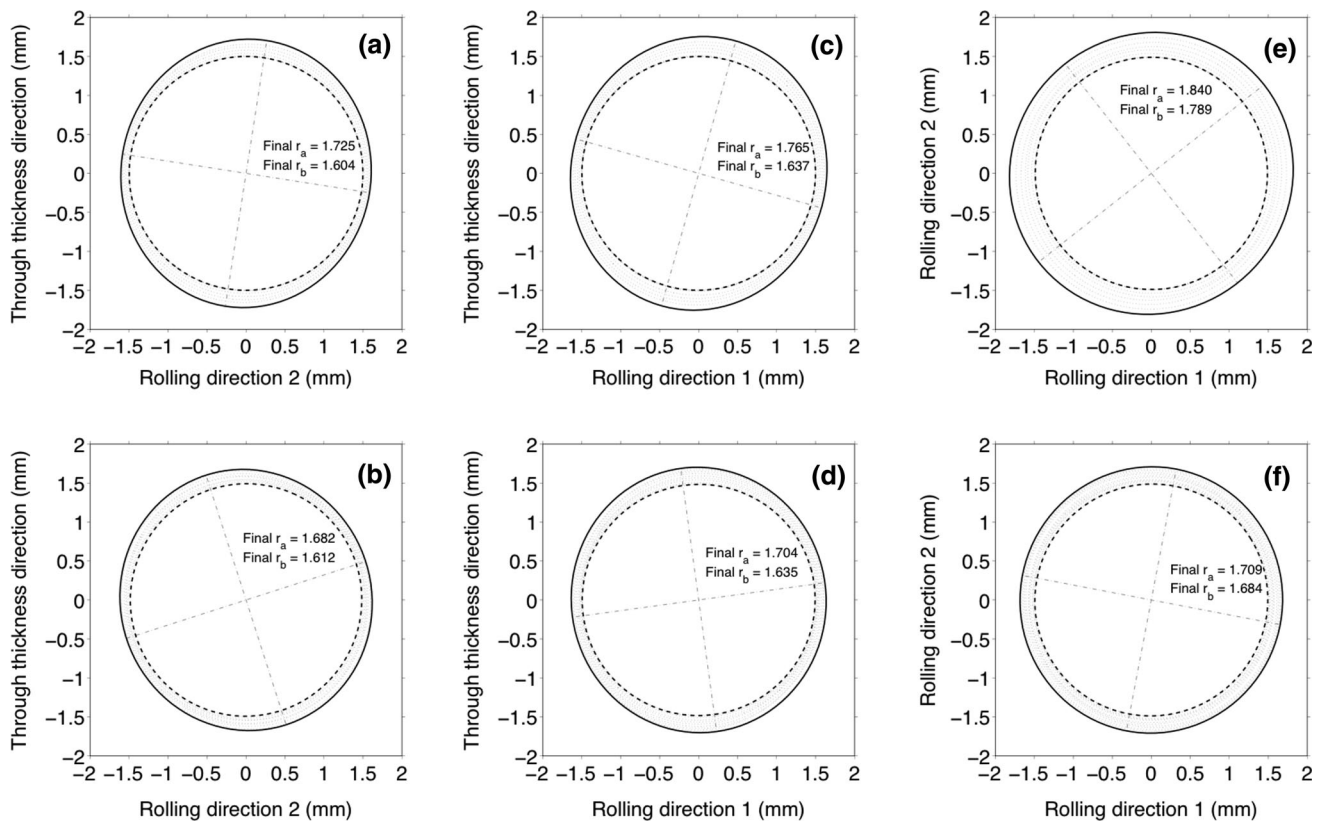 (a)
Through thickness direction (mm)
2
1.5
1
0.5
0
−0.5
−1
−1.5
−2
Final r_a = 1.725
Final r_b = 1.604
−2 −1.5 −1 −0.5 0 0.5 1 1.5 2
Rolling direction 2 (mm)
(c)
Through thickness direction (mm)
2
1.5
1
0.5
0
−0.5
−1
−1.5
−2
Final r_a = 1.765
Final r_b = 1.637
−2 −1.5 −1 −0.5 0 0.5 1 1.5 2
Rolling direction 1 (mm)
(e)
Rolling direction 2 (mm)
2
1.5
1
0.5
0
−0.5
−1
−1.5
−2
Final r_a = 1.840
Final r_b = 1.789
−2 −1.5 −1 −0.5 0 0.5 1 1.5 2
Rolling direction 1 (mm)
(b)
Through thickness direction (mm)
2
1.5
1
0.5
0
−0.5
−1
−1.5
−2
Final r_a = 1.682
Final r_b = 1.612
−2 −1.5 −1 −0.5 0 0.5 1 1.5 2
Rolling direction 2 (mm)
(d)
Through thickness direction (mm)
2
1.5
1
0.5
0
−0.5
−1
−1.5
−2
Final r_a = 1.704
Final r_b = 1.635
−2 −1.5 −1 −0.5 0 0.5 1 1.5 2
Rolling direction 1 (mm)
(f)
Rolling direction 2 (mm)
2
1.5
1
0.5
0
−0.5
−1
−1.5
−2
Final r_a = 1.709
Final r_b = 1.684
−2 −1.5 −1 −0.5 0 0.5 1 1.5 2
Rolling direction 1 (mm)